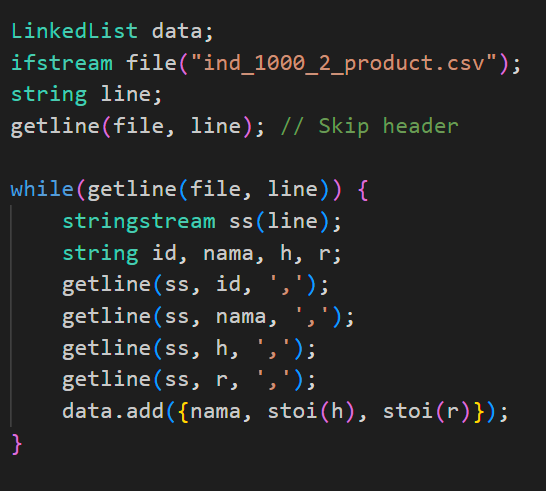 LinkedList data;
ifstream file("ind_1000_2_product.csv");
string line;
getline(file, line); // Skip header

while(getline(file, line)) {
    stringstream ss(line);
    string id, nama, h, r;
    getline(ss, id, ',');
    getline(ss, nama, ',');
    getline(ss, h, ',');
    getline(ss, r, ',');
    data.add({nama, stoi(h), stoi(r)});
}